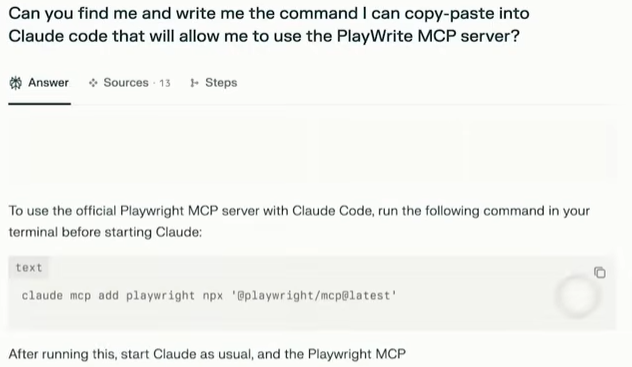 Can you find me and write me the command I can copy-paste into
Claude code that will allow me to use the PlayWrite MCP server?
Answer Sources · 13 Steps
To use the official Playwright MCP server with Claude Code, run the following command in your
terminal before starting Claude:
text
claude mcp add playwright npx '@playwright/mcp@latest'
After running this, start Claude as usual, and the Playwright MCP